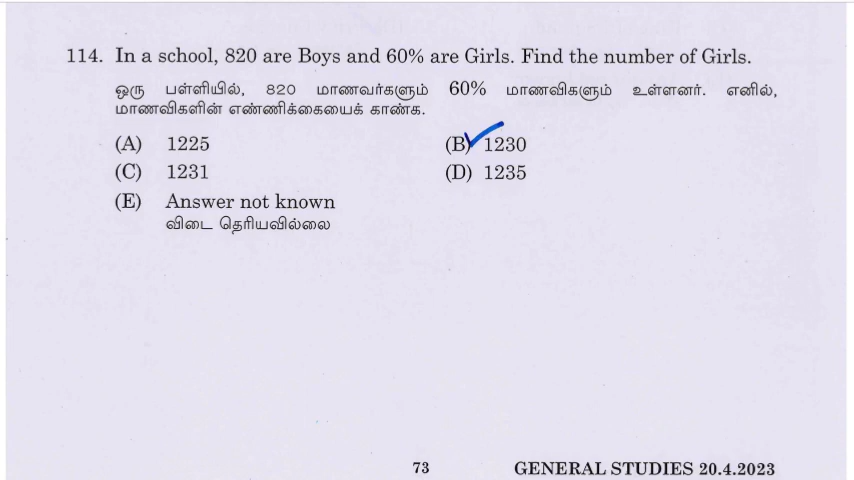 114. In a school, 820 are Boys and 60% are Girls. Find the number of Girls.
ஒரு பள்ளியில், 820 மாணவர்களும் 60% மாணவிகளும் உள்ளனர். எனில்,
மாணவிகளின் எண்ணிக்கையைக் காண்க.
(A) 1225 (B) 1230
(C) 1231 (D) 1235
(E) Answer not known
விடை தெரியவில்லை
73 GENERAL STUDIES 20.4.2023